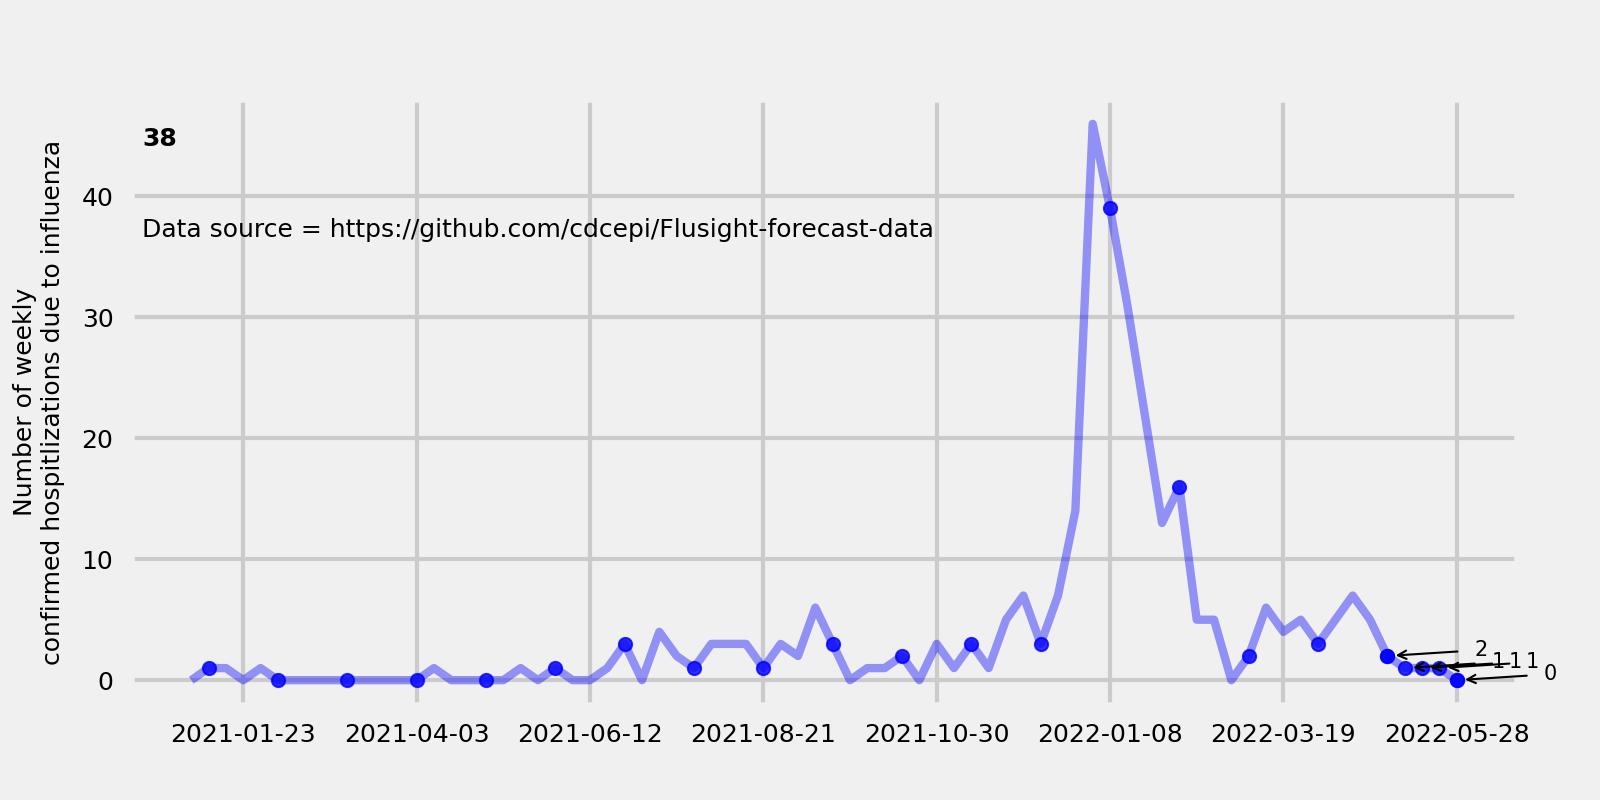 38
Data source = https://github.com/cdcepi/Flusight-forecast-data
Number of weekly
confirmed hospitlizations due to influenza
40
30
20
10
0
2
1 1 1
0
2021-01-23 2021-04-03 2021-06-12 2021-08-21 2021-10-30 2022-01-08 2022-03-19 2022-05-28